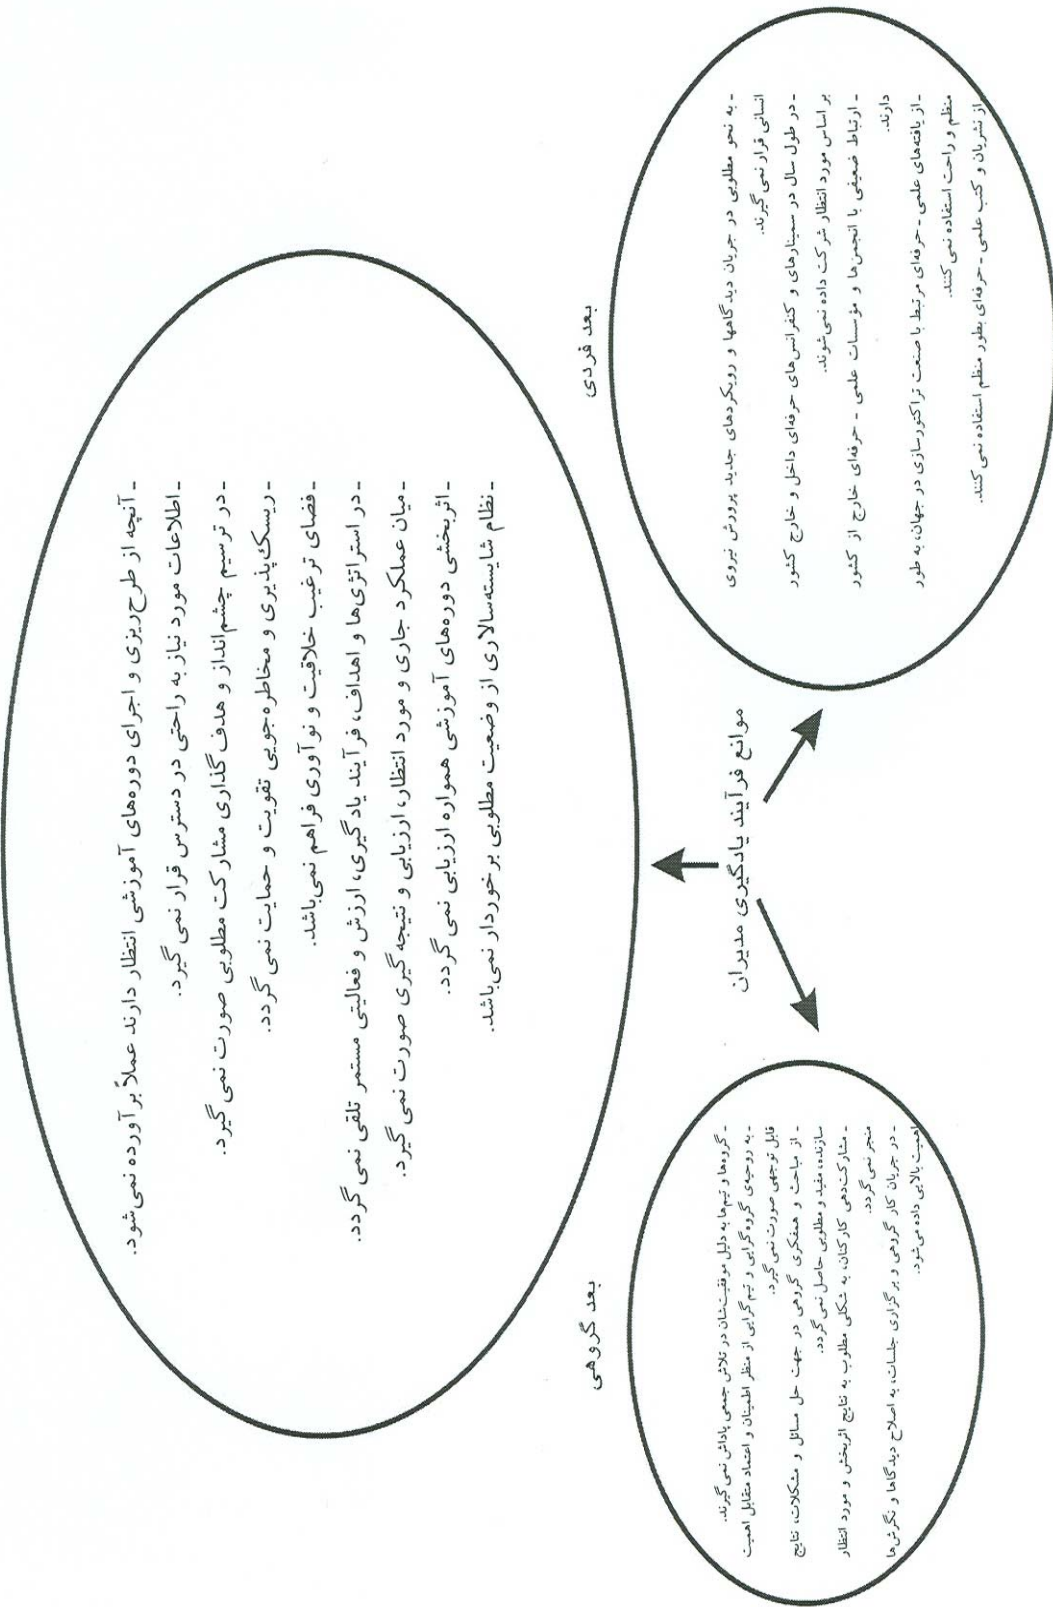 - آنچه از طرح‌ریزی و اجرای دوره‌های آموزشی انتظار دارند عملاً برآورده نمی‌شود.
- اطلاعات مورد نیاز به راحتی در دسترس قرار نمی‌گیرد.
- در ترسیم چشم‌انداز و هدف‌گذاری مشارکت مطلوبی صورت نمی‌گیرد.
- ریسک‌پذیری و مخاطره‌جویی تقویت و حمایت نمی‌گردد.
- فضای ترغیب خلاقیت و نوآوری فراهم نمی‌باشد.
- در استراتژی‌ها و اهداف، فرآیند یادگیری، ارزش و فعالیتی مستمر تلقی نمی‌گردد.
- میان عملکرد جاری و مورد انتظار، ارزیابی و نتیجه‌گیری صورت نمی‌گیرد.
- اثربخشی دوره‌های آموزشی همواره ارزیابی نمی‌گردد.
- نظام شایسته‌سالاری از وضعیت مطلوبی برخوردار نمی‌باشد.
بعد فردی
- به نحو مطلوبی در جریان دیدگاهها و رویکردهای جدید پرورش نیروی
انسانی قرار نمی‌گیرند.
- در طول سال در سمینارهای و کنفرانس‌های حرفه‌ای داخل و خارج کشور
بر اساس مورد انتظار شرکت داده نمی‌شوند.
- ارتباط ضعیفی با انجمن‌ها و مؤسسات علمی - حرفه‌ای خارج از کشور
دارند.
- از یافته‌های علمی - حرفه‌ای مرتبط با صنعت تراکتورسازی در جهان، به طور
منظم و راحت استفاده نمی‌کنند.
از نشریان و کتب علمی - حرفه‌ای بطور منظم استفاده نمی‌کنند.
موانع فرآیند یادگیری مدیران
بعد گروهی
- گروه‌ها و تیم‌ها به دلیل موفقیت‌شان در تلاش جمعی پاداش نمی‌گیرند.
- به روحیه‌ی گروه‌گرایی و تیم‌گرایی از منظر اطمینان و اعتماد متقابل اهمیت
قابل توجهی صورت نمی‌گیرد.
- از مباحث و همفکری گروهی در جهت حل مسائل و مشکلات، نتایج
سازنده، مفید و مطلوبی حاصل نمی‌گردد.
- مشارکت‌دهی کارکنان، به شکلی مطلوب به نتایج اثربخش و مورد انتظار
منجر نمی‌گردد.
- در جریان کار گروهی و برگزاری جلسات، به اصلاح دیدگاها و نگرش‌ها
اهمیت بالایی داده می‌شود.